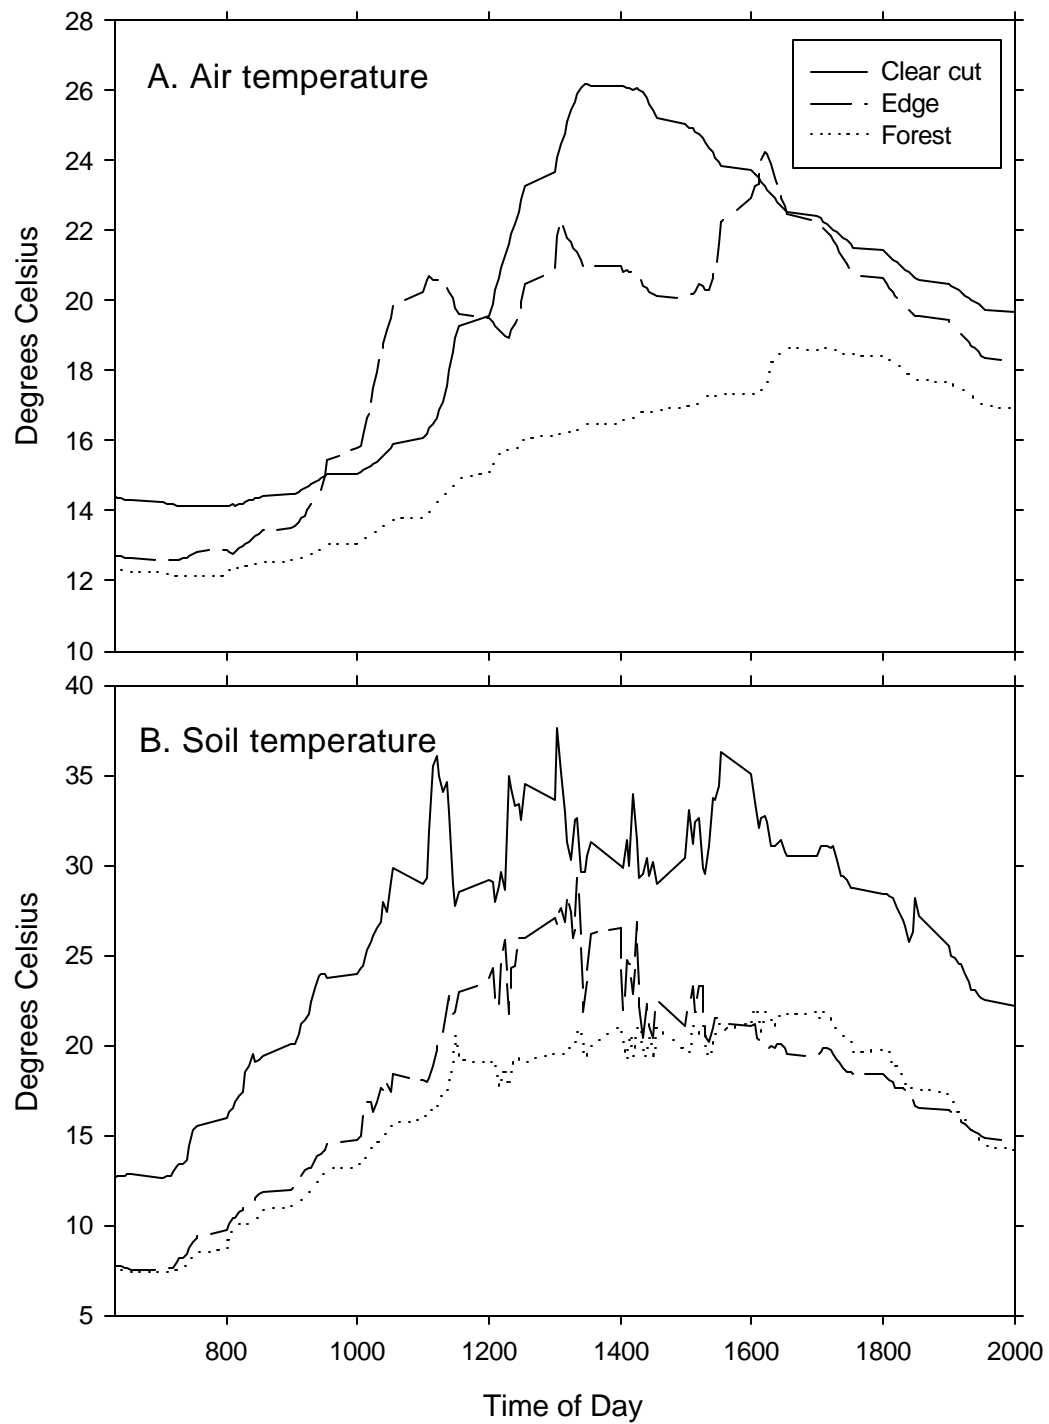 28
26
24
22
20
18
16
14
12
10
Degrees Celsius
A. Air temperature
Clear cut
Edge
Forest
40
35
30
25
20
15
10
5
Degrees Celsius
B. Soil temperature
800 1000 1200 1400 1600 1800 2000
Time of Day